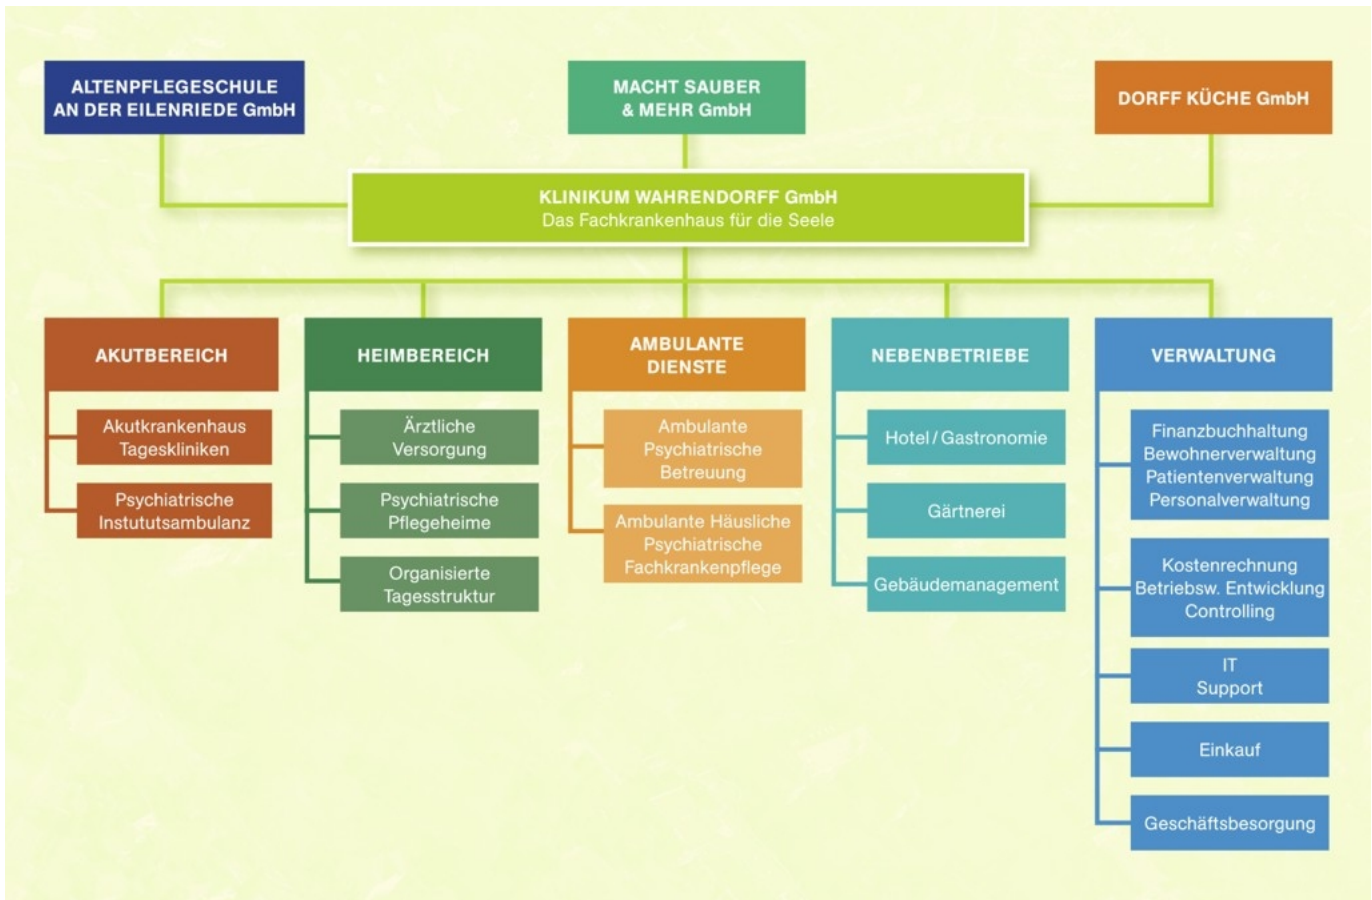 ALTENPFLEGESCHULE
AN DER EILENRIEDE GmbH
MACHT SAUBER
& MEHR GmbH
DORFF KÜCHE GmbH
KLINIKUM WAHRENDORFF GmbH
Das Fachkrankenhaus für die Seele
AKUTBEREICH
Akutkrankenhaus
Tageskliniken
Psychiatrische
Instututsambulanz
HEIMBEREICH
Ärztliche
Versorgung
Psychiatrische
Pflegeheime
Organisierte
Tagesstruktur
AMBULANTE
DIENSTE
Ambulante
Psychiatrische
Betreuung
Ambulante Häusliche
Psychiatrische
Fachkrankenpflege
NEBENBETRIEBE
Hotel / Gastronomie
Gärtnerei
Gebäudemanagement
VERWALTUNG
Finanzbuchhaltung
Bewohnerverwaltung
Patientenverwaltung
Personalverwaltung
Kostenrechnung
Betriebsw. Entwicklung
Controlling
IT
Support
Einkauf
Geschäftsbesorgung